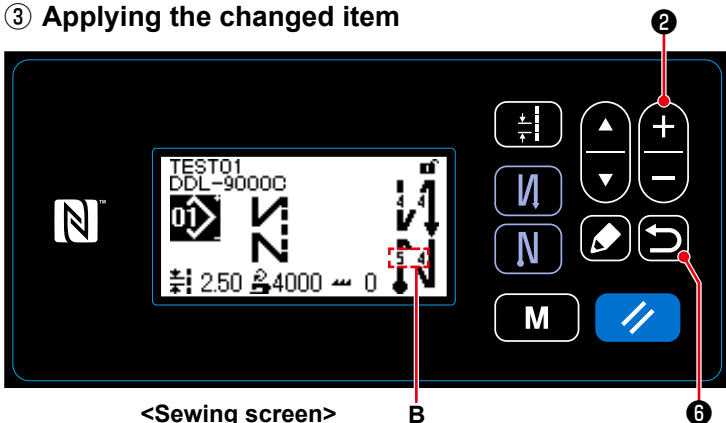 ③ Applying the changed item
❷
TEST01
DDL-9000C
01
4 4
5 4
2.50 4000 0
N™
M
<Sewing screen> B ❻